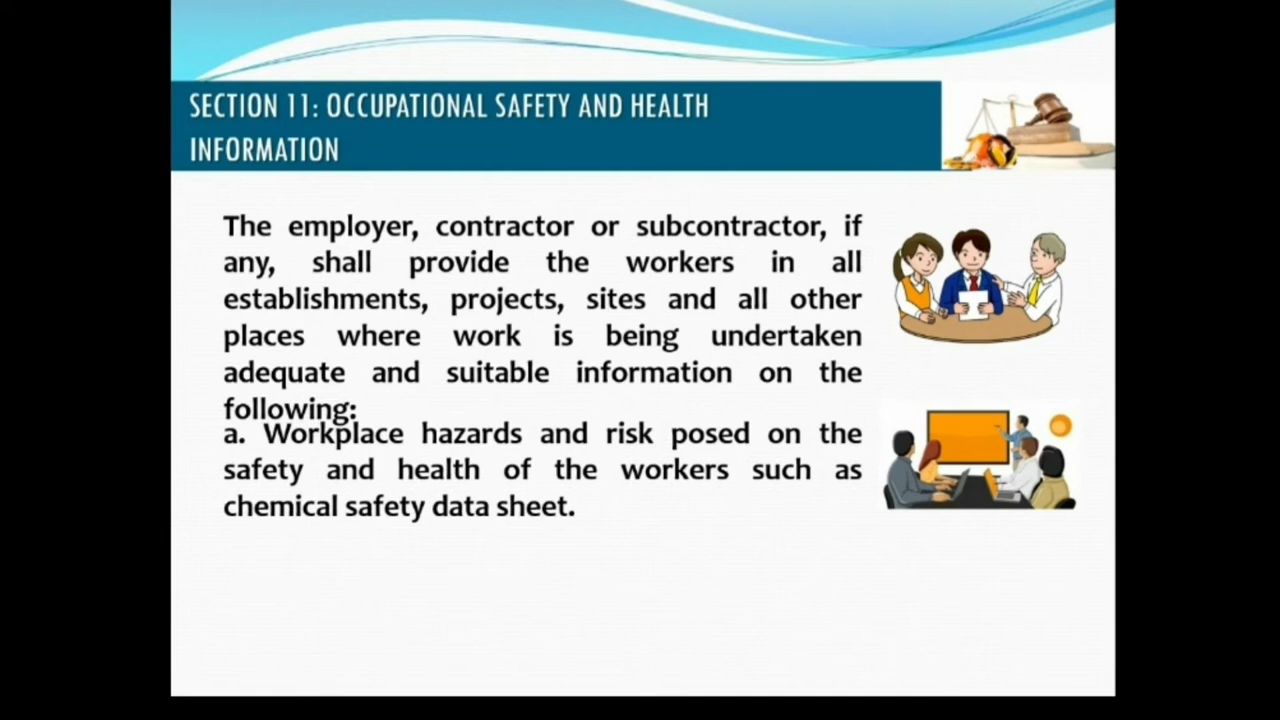 SECTION 11: OCCUPATIONAL SAFETY AND HEALTH
INFORMATION
The employer, contractor or subcontractor, if
any, shall provide the workers in all
establishments, projects, sites and all other
places where work is being undertaken
adequate and suitable information on the
following:
a. Workplace hazards and risk posed on the
safety and health of the workers such as
chemical safety data sheet.